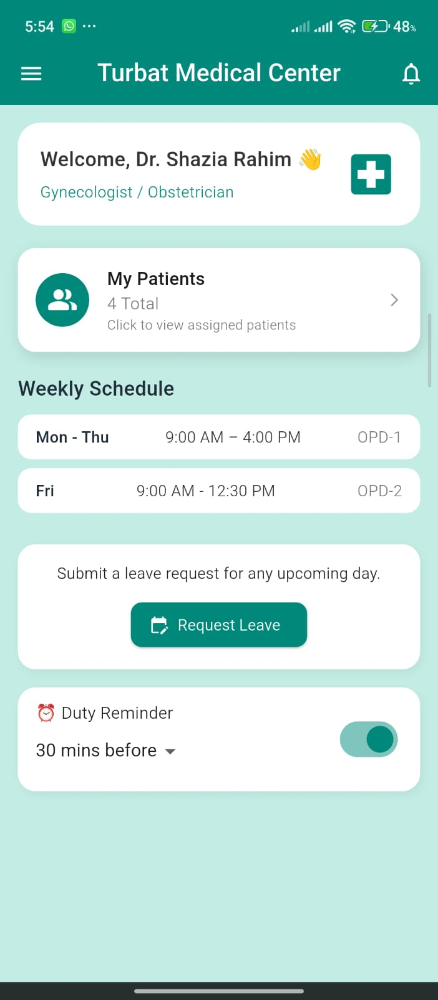 5:54 ... 48%
Turbat Medical Center
Welcome, Dr. Shazia Rahim 👋
Gynecologist / Obstetrician
My Patients
4 Total
Click to view assigned patients
Weekly Schedule
Mon - Thu 9:00 AM – 4:00 PM OPD-1
Fri 9:00 AM - 12:30 PM OPD-2
Submit a leave request for any upcoming day.
Request Leave
⏰ Duty Reminder
30 mins before